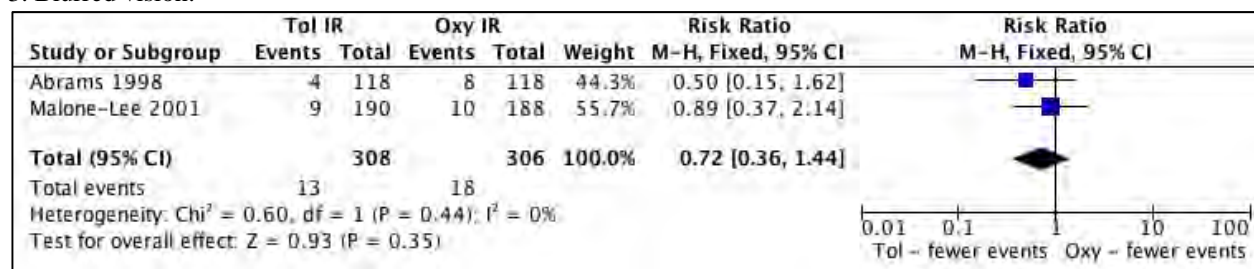 3. Blurred vision.
Tol IR Oxy IR Risk Ratio Risk Ratio
Study or Subgroup Events Total Events Total Weight M-H, Fixed, 95% CI M-H, Fixed, 95% CI
Abrams 1998 4 118 8 118 44.3% 0.50 [0.15, 1.62]
Malone-Lee 2001 9 190 10 188 55.7% 0.89 [0.37, 2.14]
Total (95% CI) 308 306 100.0% 0.72 [0.36, 1.44]
Total events 13 18
Heterogeneity: Chi² = 0.60, df = 1 (P = 0.44); I² = 0%
Test for overall effect: Z = 0.93 (P = 0.35)
0.01 0.1 1 10 100
Tol - fewer events Oxy - fewer events